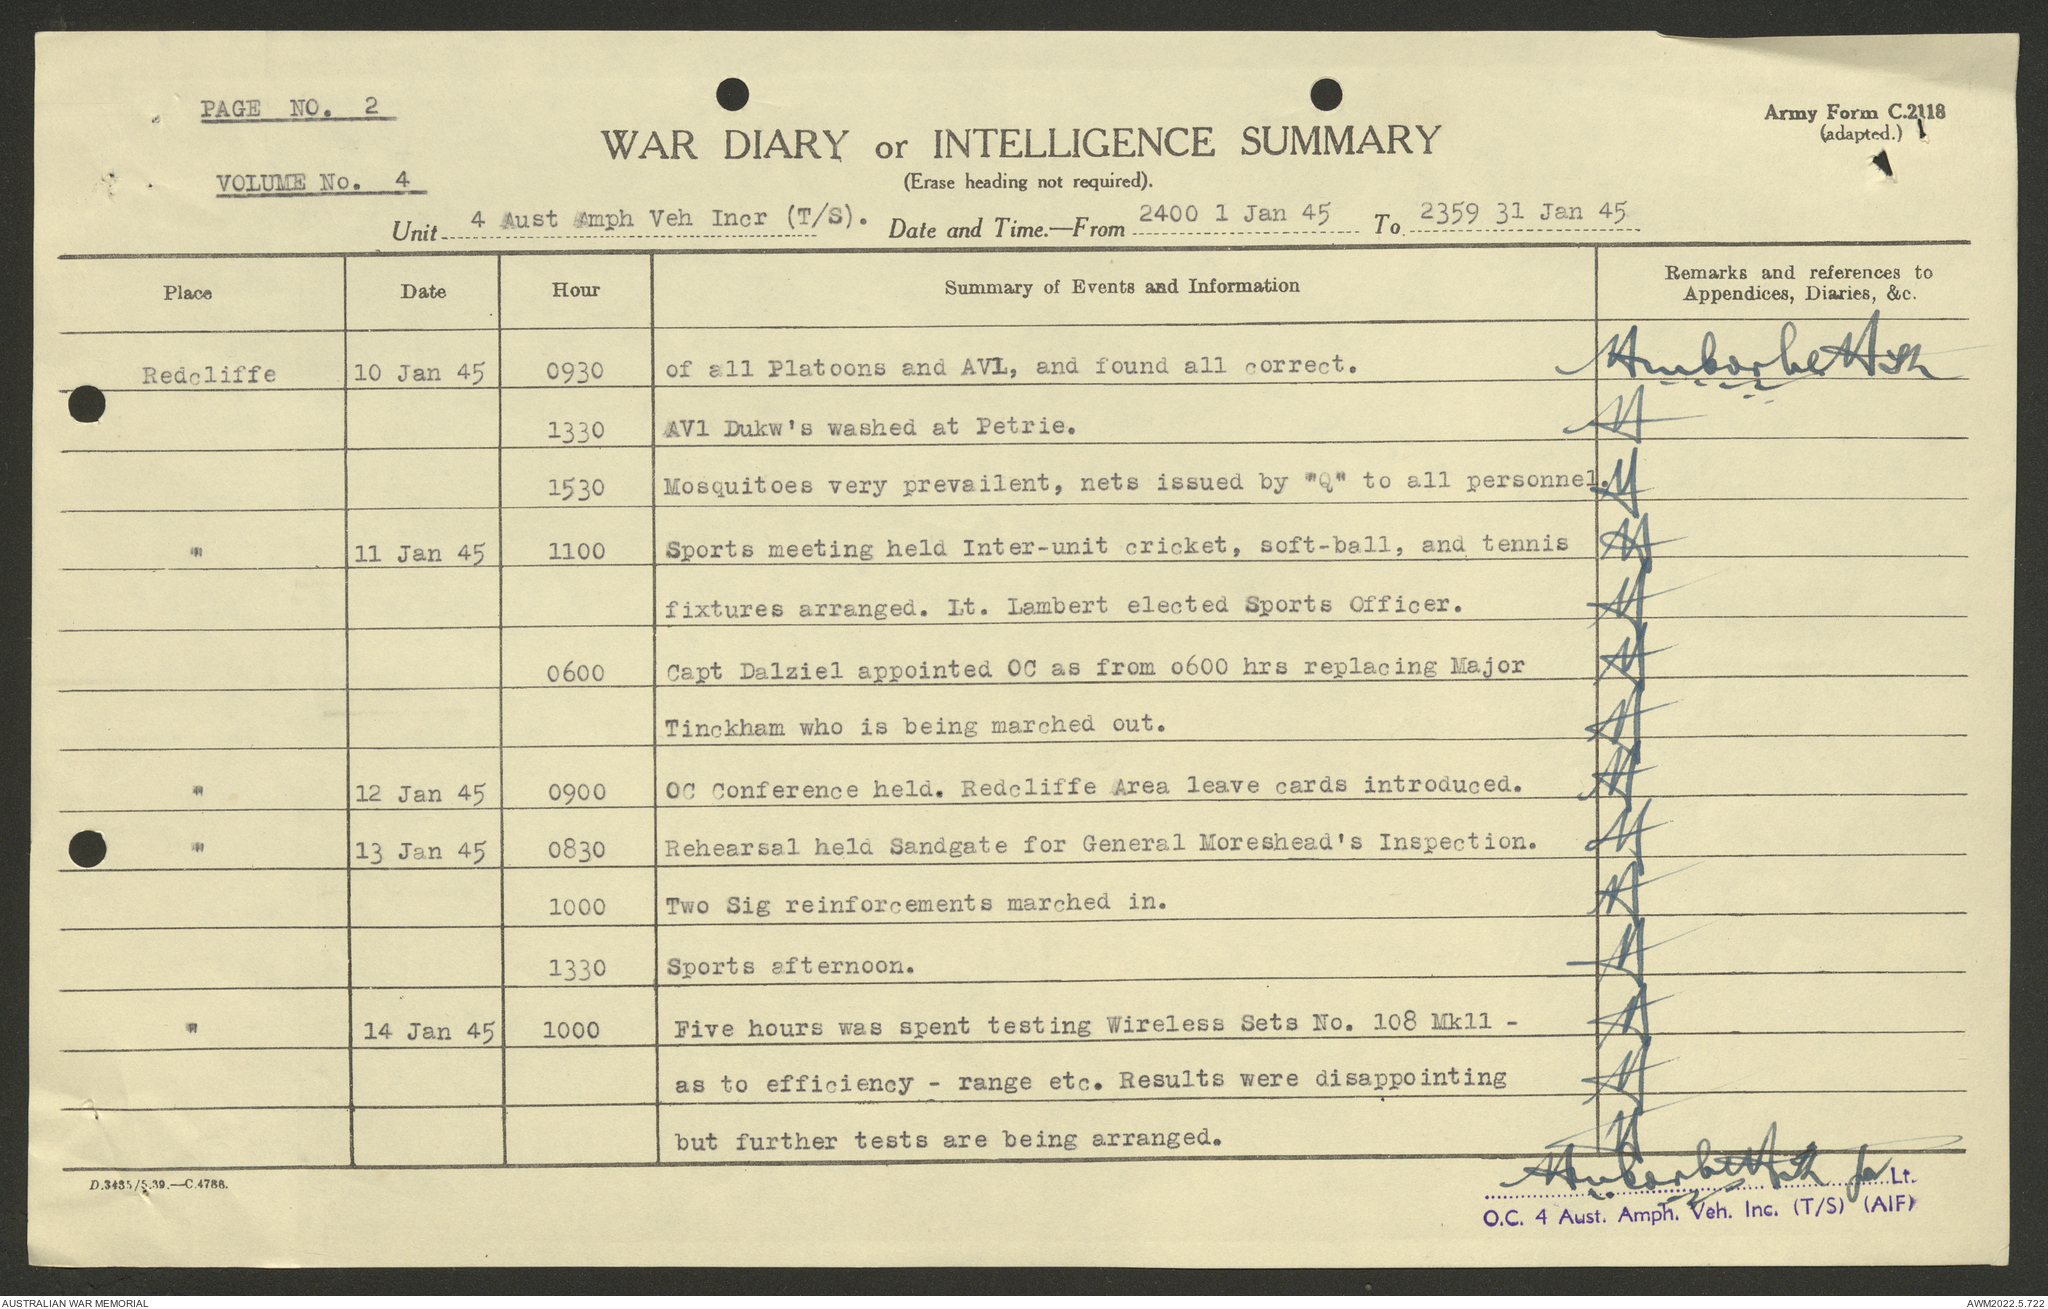 PAGE NO. 2
Army Form C.2118
(adapted.)
WAR DIARY or INTELLIGENCE SUMMARY
VOLUME No. 4
(Erase heading not required).
Unit 4 Aust Amph Veh Incr (T/S). Date and Time.—From 2400 1 Jan 45 To 2359 31 Jan 45
Place Date Hour Summary of Events and Information Remarks and references to
Appendices, Diaries, &c.
Redcliffe 10 Jan 45 0930 of all Platoons and AVL, and found all correct.
1330 AVl Dukw's washed at Petrie.
1530 Mosquitoes very prevailent, nets issued by "Q" to all personnel.
" 11 Jan 45 1100 Sports meeting held Inter-unit cricket, soft-ball, and tennis
fixtures arranged. Lt. Lambert elected Sports Officer.
0600 Capt Dalziel appointed OC as from o600 hrs replacing Major
Tinckham who is being marched out.
" 12 Jan 45 0900 OC Conference held. Redcliffe Area leave cards introduced.
" 13 Jan 45 0830 Rehearsal held Sandgate for General Moreshead's Inspection.
1000 Two Sig reinforcements marched in.
1330 Sports afternoon.
" 14 Jan 45 1000 Five hours was spent testing Wireless Sets No. 108 Mk11 -
as to efficiency - range etc. Results were disappointing
but further tests are being arranged.
D.3485/5.39.—C.4788.
Lt.
O.C. 4 Aust. Amph. Veh. Inc. (T/S) (AIF)
AUSTRALIAN WAR MEMORIAL
AWM2022.5.722